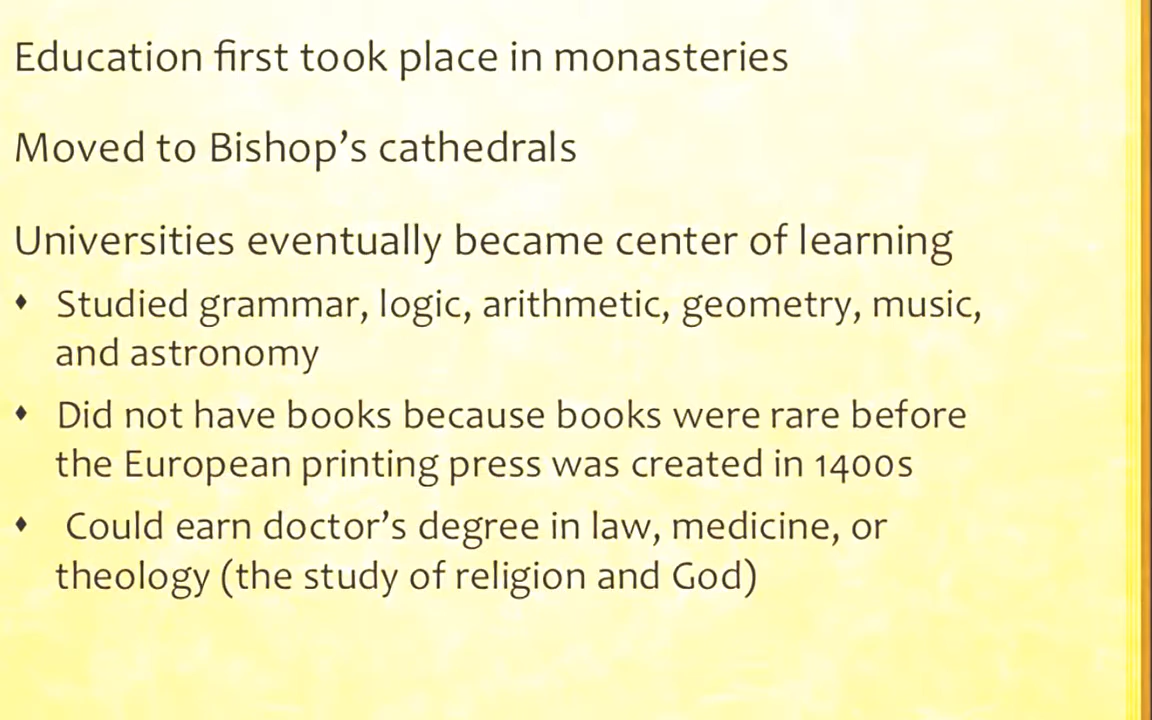 Education first took place in monasteries
Moved to Bishop’s cathedrals
Universities eventually became center of learning
♦ Studied grammar, logic, arithmetic, geometry, music,
and astronomy
♦ Did not have books because books were rare before
the European printing press was created in 1400s
♦ Could earn doctor’s degree in law, medicine, or
theology (the study of religion and God)